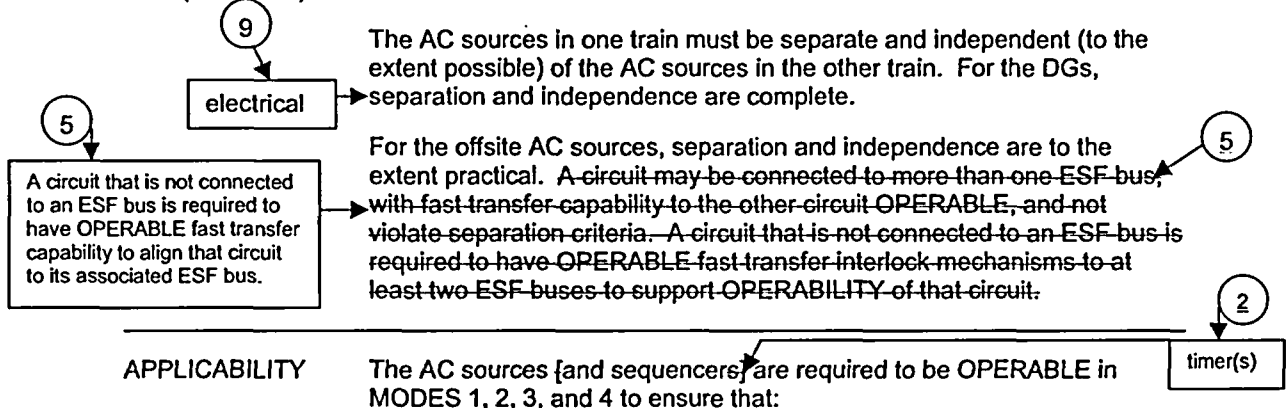 9
The AC sources in one train must be separate and independent (to the
extent possible) of the AC sources in the other train. For the DGs,
electrical
separation and independence are complete.
5
For the offsite AC sources, separation and independence are to the
5
extent practical. A circuit may be connected to more than one ESF bus,
with fast transfer capability to the other circuit OPERABLE, and not
violate separation criteria. A circuit that is not connected to an ESF bus is
required to have OPERABLE fast transfer interlock mechanisms to at
least two ESF buses to support OPERABILITY of that circuit.
A circuit that is not connected
to an ESF bus is required to
have OPERABLE fast transfer
capability to align that circuit
to its associated ESF bus.
2
timer(s)
APPLICABILITY The AC sources [and sequencers] are required to be OPERABLE in
MODES 1, 2, 3, and 4 to ensure that: